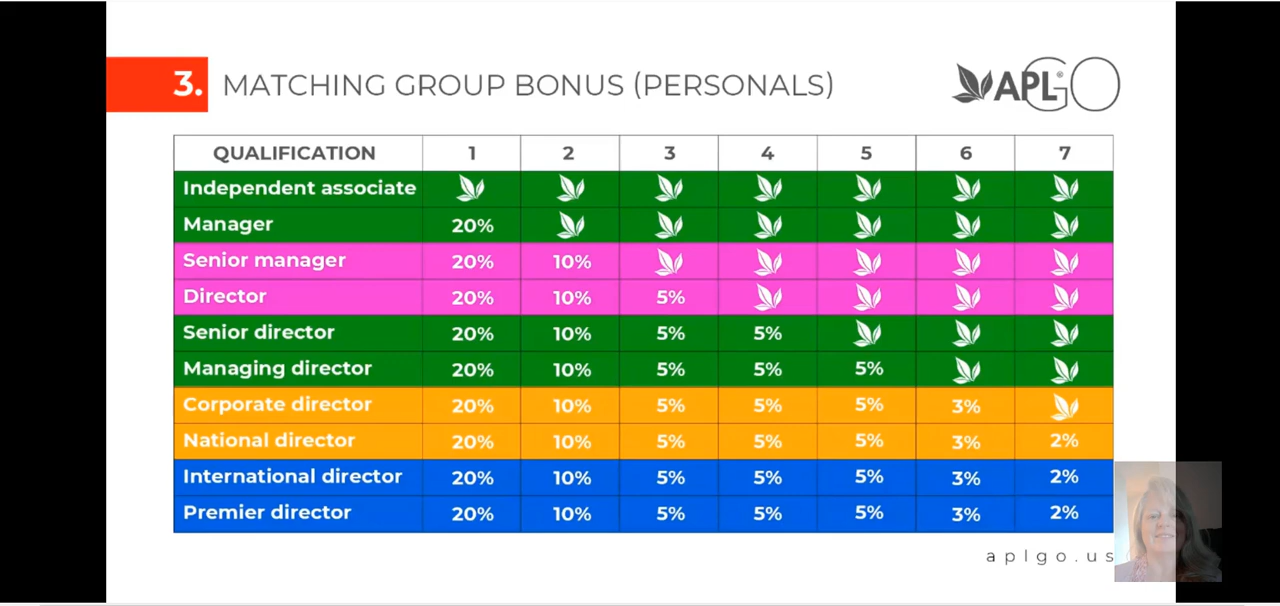 3. MATCHING GROUP BONUS (PERSONALS)
APL® GO
QUALIFICATION 1 2 3 4 5 6 7
Independent associate
Manager 20%
Senior manager 20% 10%
Director 20% 10% 5%
Senior director 20% 10% 5% 5%
Managing director 20% 10% 5% 5% 5%
Corporate director 20% 10% 5% 5% 5% 3%
National director 20% 10% 5% 5% 5% 3% 2%
International director 20% 10% 5% 5% 5% 3% 2%
Premier director 20% 10% 5% 5% 5% 3% 2%
aplgo.us